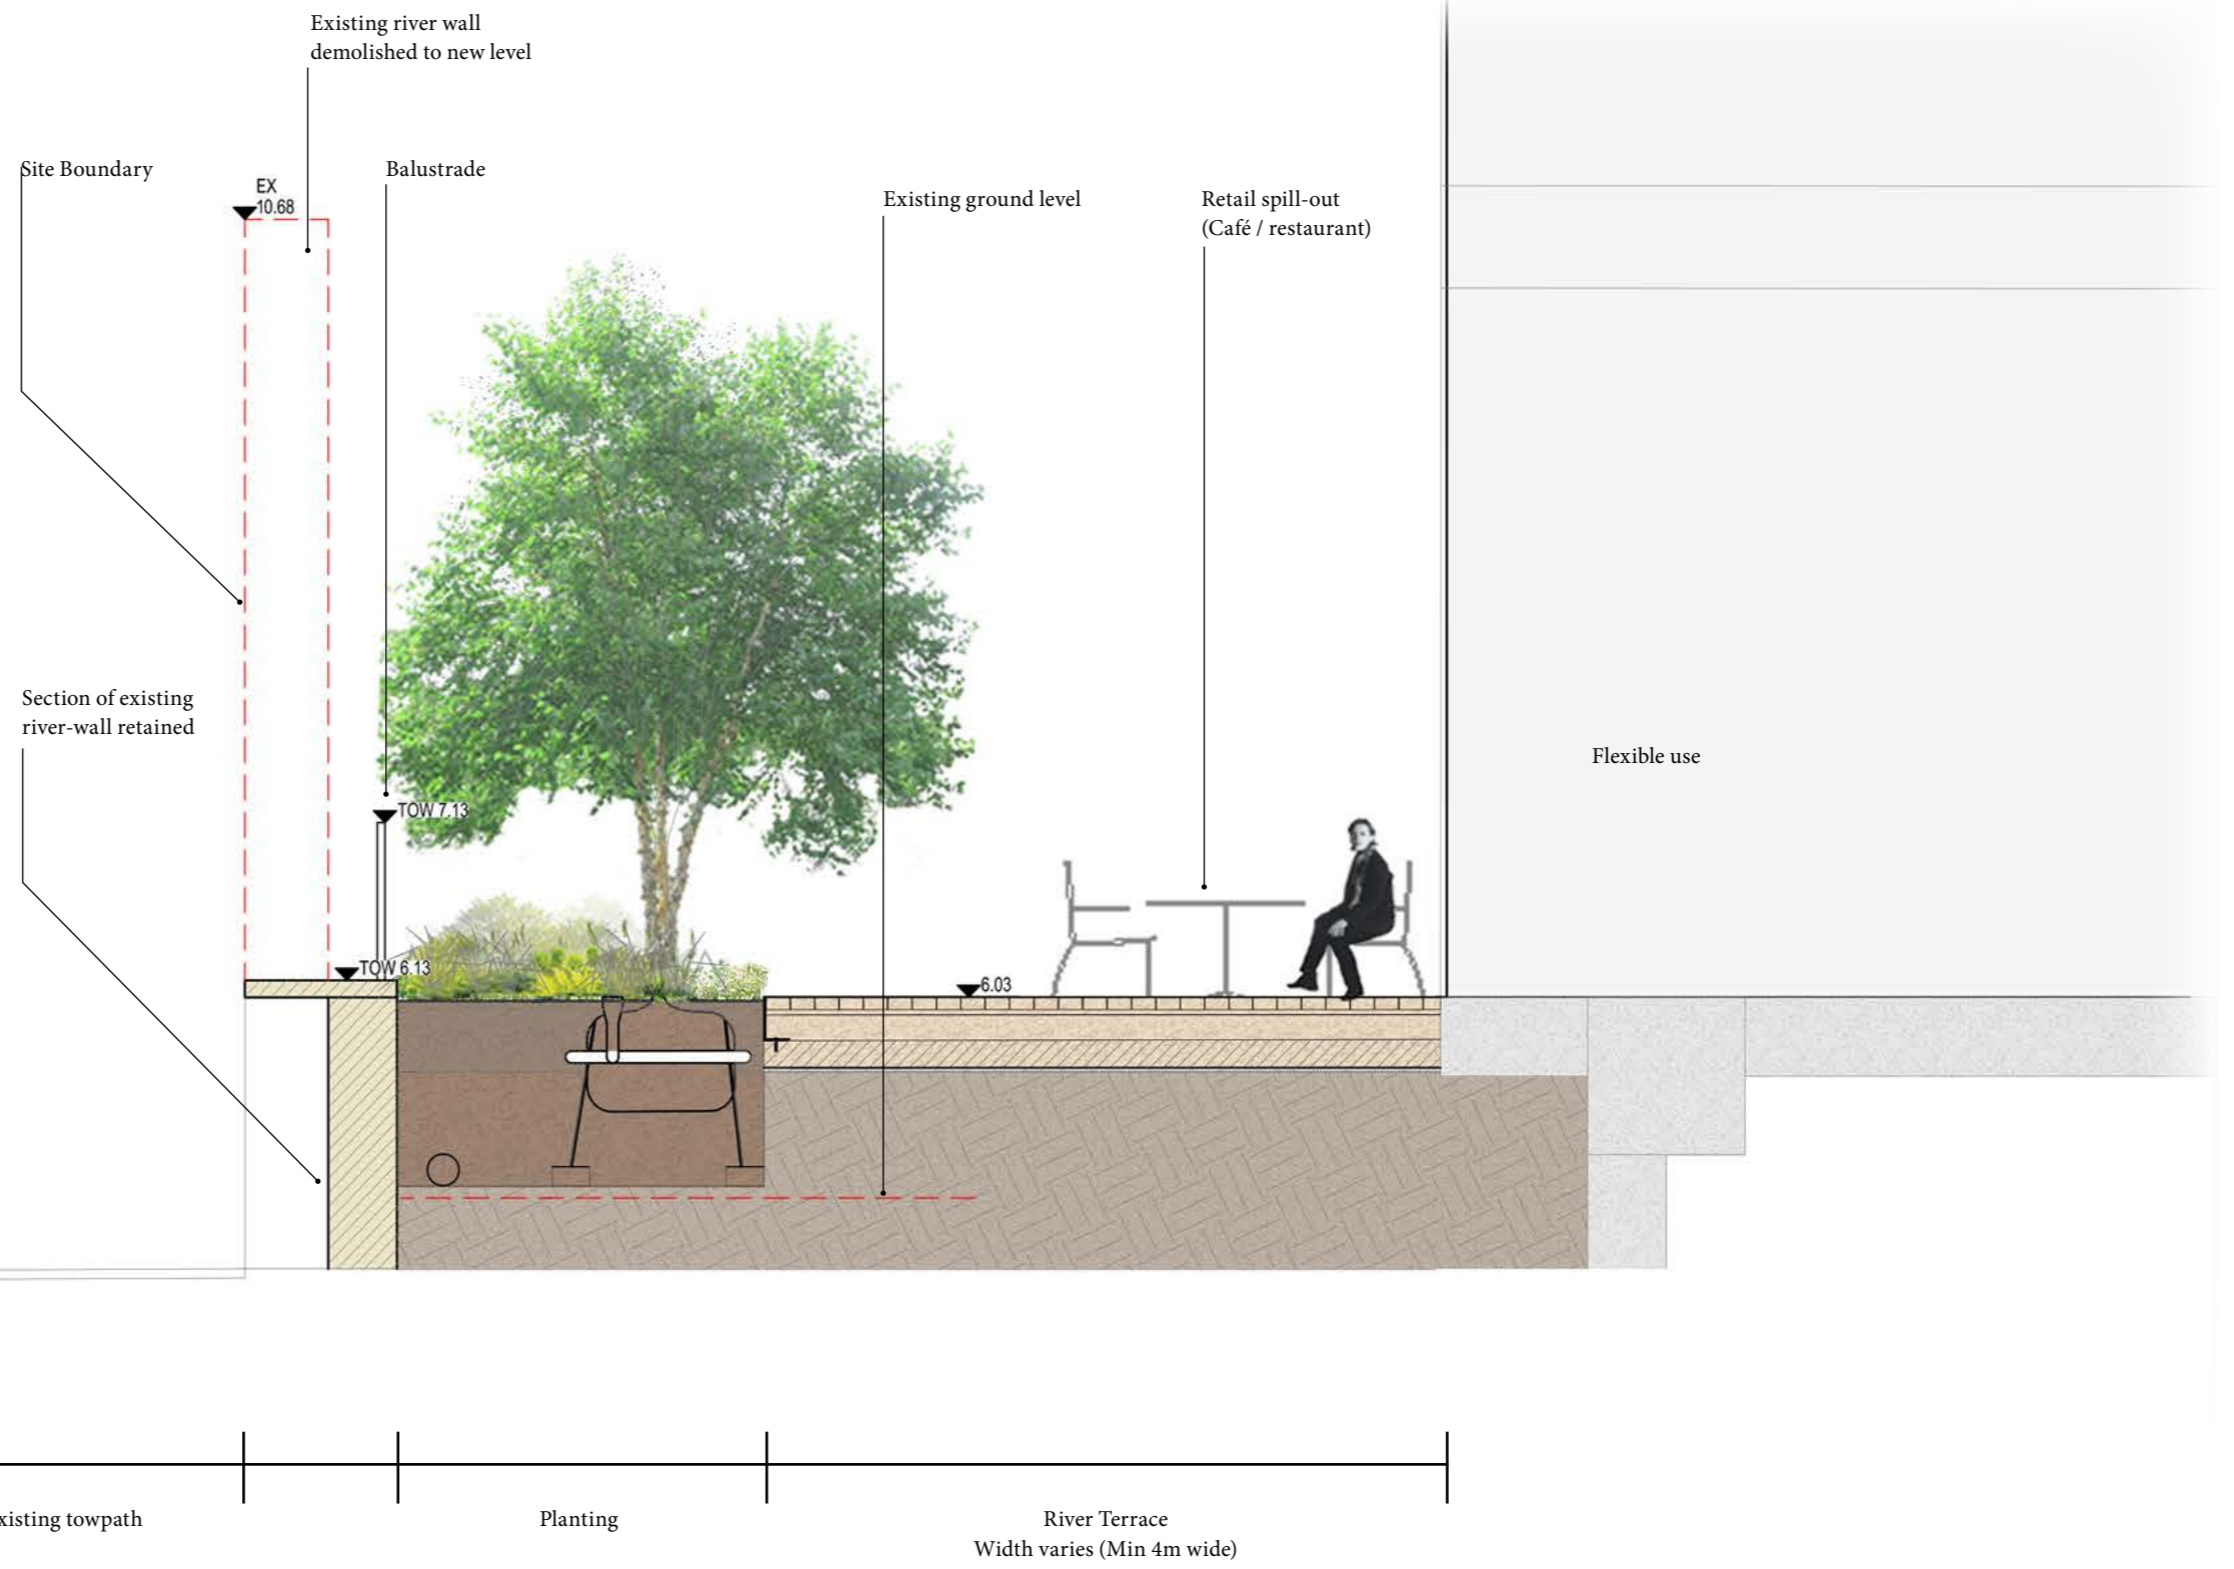 Existing river wall
demolished to new level
Site Boundary
EX
10.68
Balustrade
Existing ground level
Retail spill-out
(Café / restaurant)
Section of existing
river-wall retained
Flexible use
TOW 7.13
TOW 6.13
6.03
xisting towpath
Planting
River Terrace
Width varies (Min 4m wide)